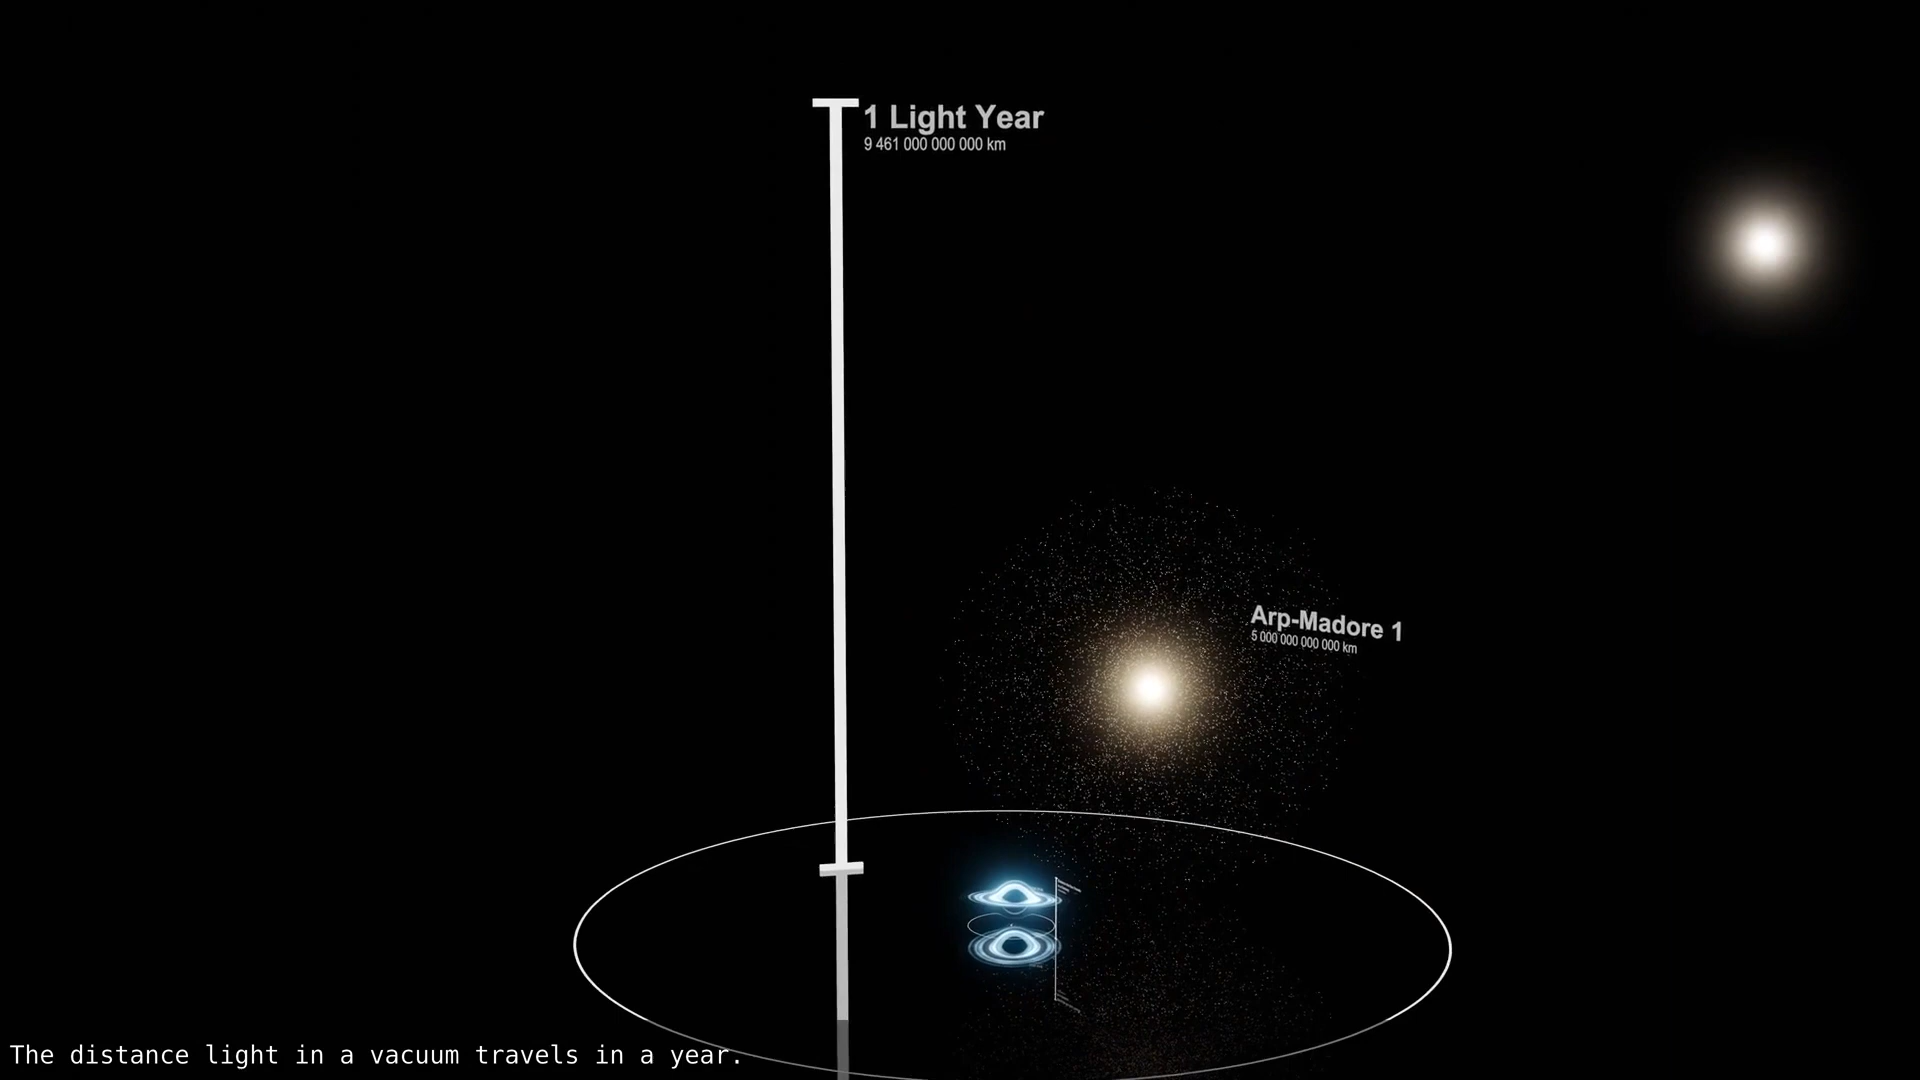 1 Light Year
9 461 000 000 000 km
Arp-Madore 1
5 000 000 000 000 km
The distance light in a vacuum travels in a year.